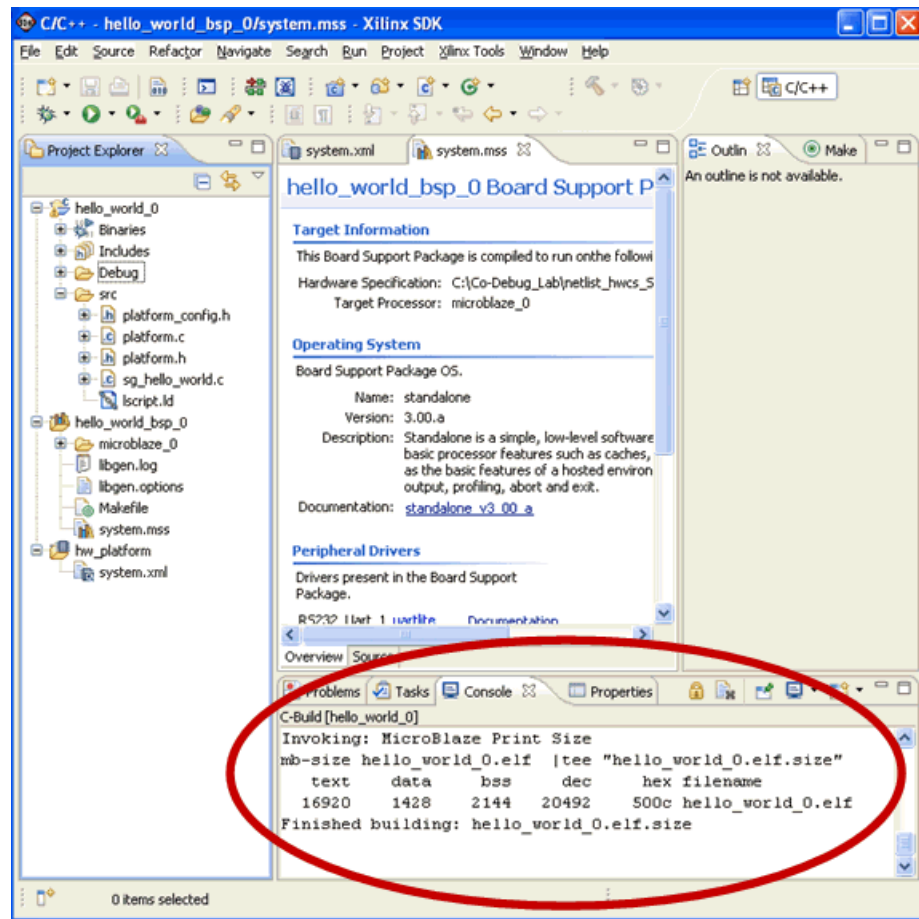 C/C++ - hello_world_bsp_0/system.mss - Xilinx SDK
File Edit Source Refactor Navigate Search Run Project Xilinx Tools Window Help
C/C++
Project Explorer
hello_world_0
Binaries
Includes
Debug
src
platform_config.h
platform.c
platform.h
sg_hello_world.c
lscript.ld
hello_world_bsp_0
microblaze_0
libgen.log
libgen.options
Makefile
system.mss
hw_platform
system.xml
system.xml system.mss
hello_world_bsp_0 Board Support P
Target Information
This Board Support Package is compiled to run onthe followi
Hardware Specification: C:\Co-Debug_Lab\netlist_hwcs_S
Target Processor: microblaze_0
Operating System
Board Support Package OS.
Name: standalone
Version: 3.00.a
Description: Standalone is a simple, low-level software
basic processor features such as caches,
as the basic features of a hosted environ
output, profiling, abort and exit.
Documentation: standalone_v3_00_a
Peripheral Drivers
Drivers present in the Board Support
Package.
RS232_Uart_1 uartlite Documentation
Overview Source
Outlin Make
An outline is not available.
Problems Tasks Console Properties
C-Build [hello_world_0]
Invoking: MicroBlaze Print Size
mb-size hello_world_0.elf |tee "hello_world_0.elf.size"
text data bss dec hex filename
16920 1428 2144 20492 500c hello_world_0.elf
Finished building: hello_world_0.elf.size
0 items selected